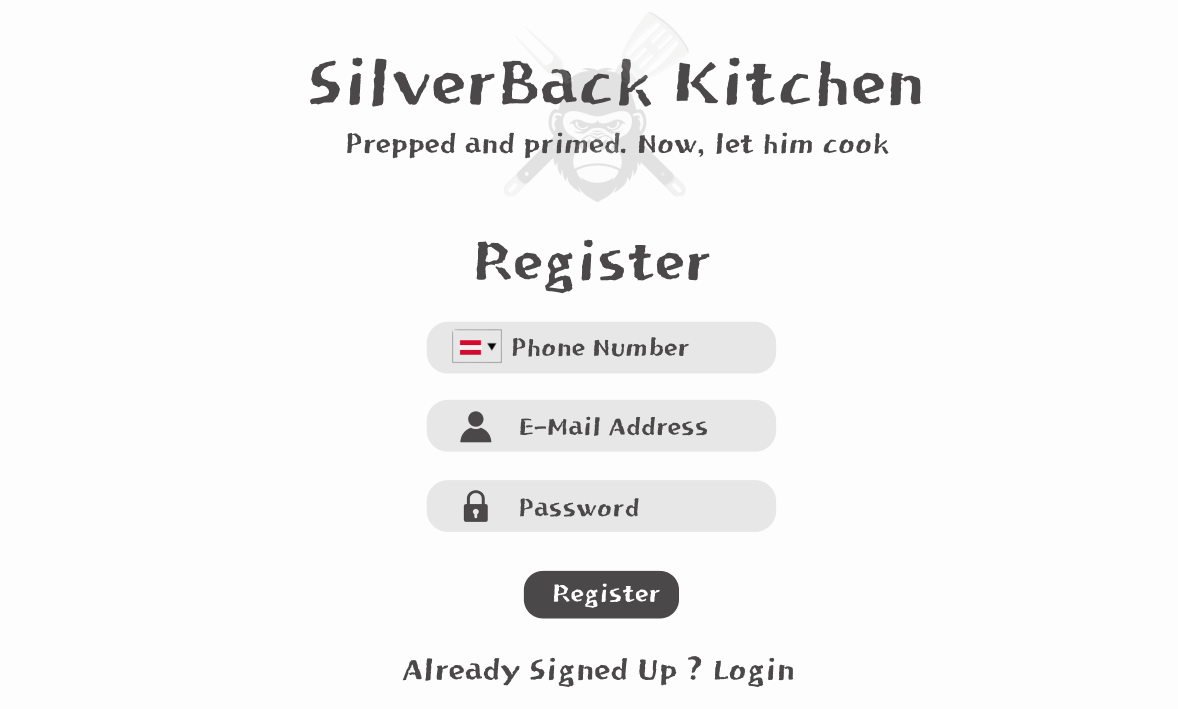 SilverBack Kitchen
Prepped and primed. Now, let him cook
Register
Phone Number
E-Mail Address
Password
Register
Already Signed Up ? Login